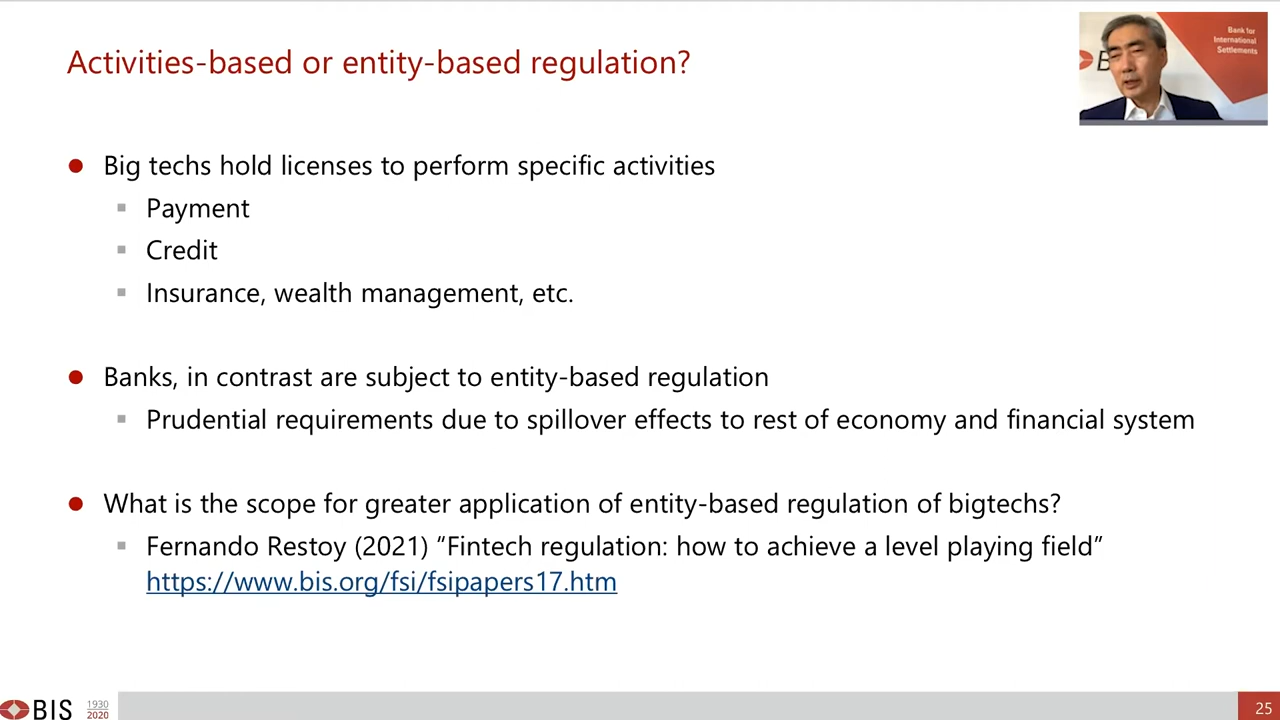 Activities-based or entity-based regulation?
Bank for
International
Settlements
B
Big techs hold licenses to perform specific activities
Payment
Credit
Insurance, wealth management, etc.
Banks, in contrast are subject to entity-based regulation
Prudential requirements due to spillover effects to rest of economy and financial system
What is the scope for greater application of entity-based regulation of bigtechs?
Fernando Restoy (2021) “Fintech regulation: how to achieve a level playing field”
https://www.bis.org/fsi/fsipapers17.htm
BIS 1930
2020
25